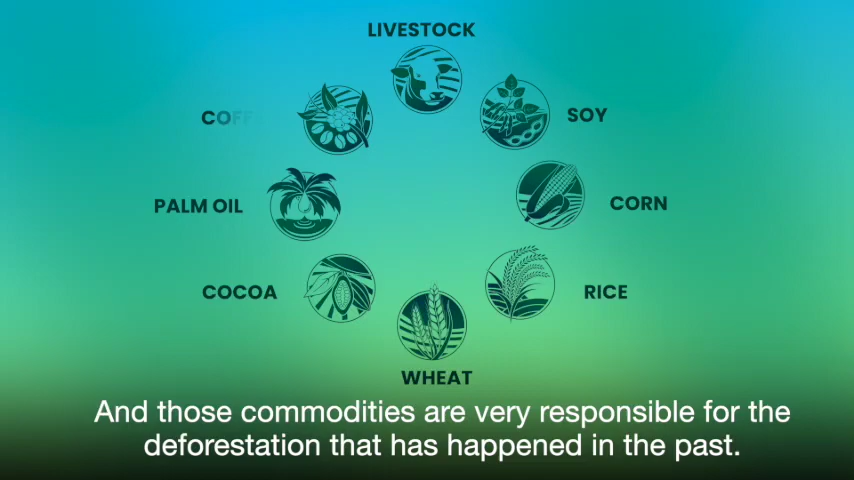 LIVESTOCK
COFF
SOY
PALM OIL
CORN
COCOA
RICE
WHEAT
And those commodities are very responsible for the
deforestation that has happened in the past.